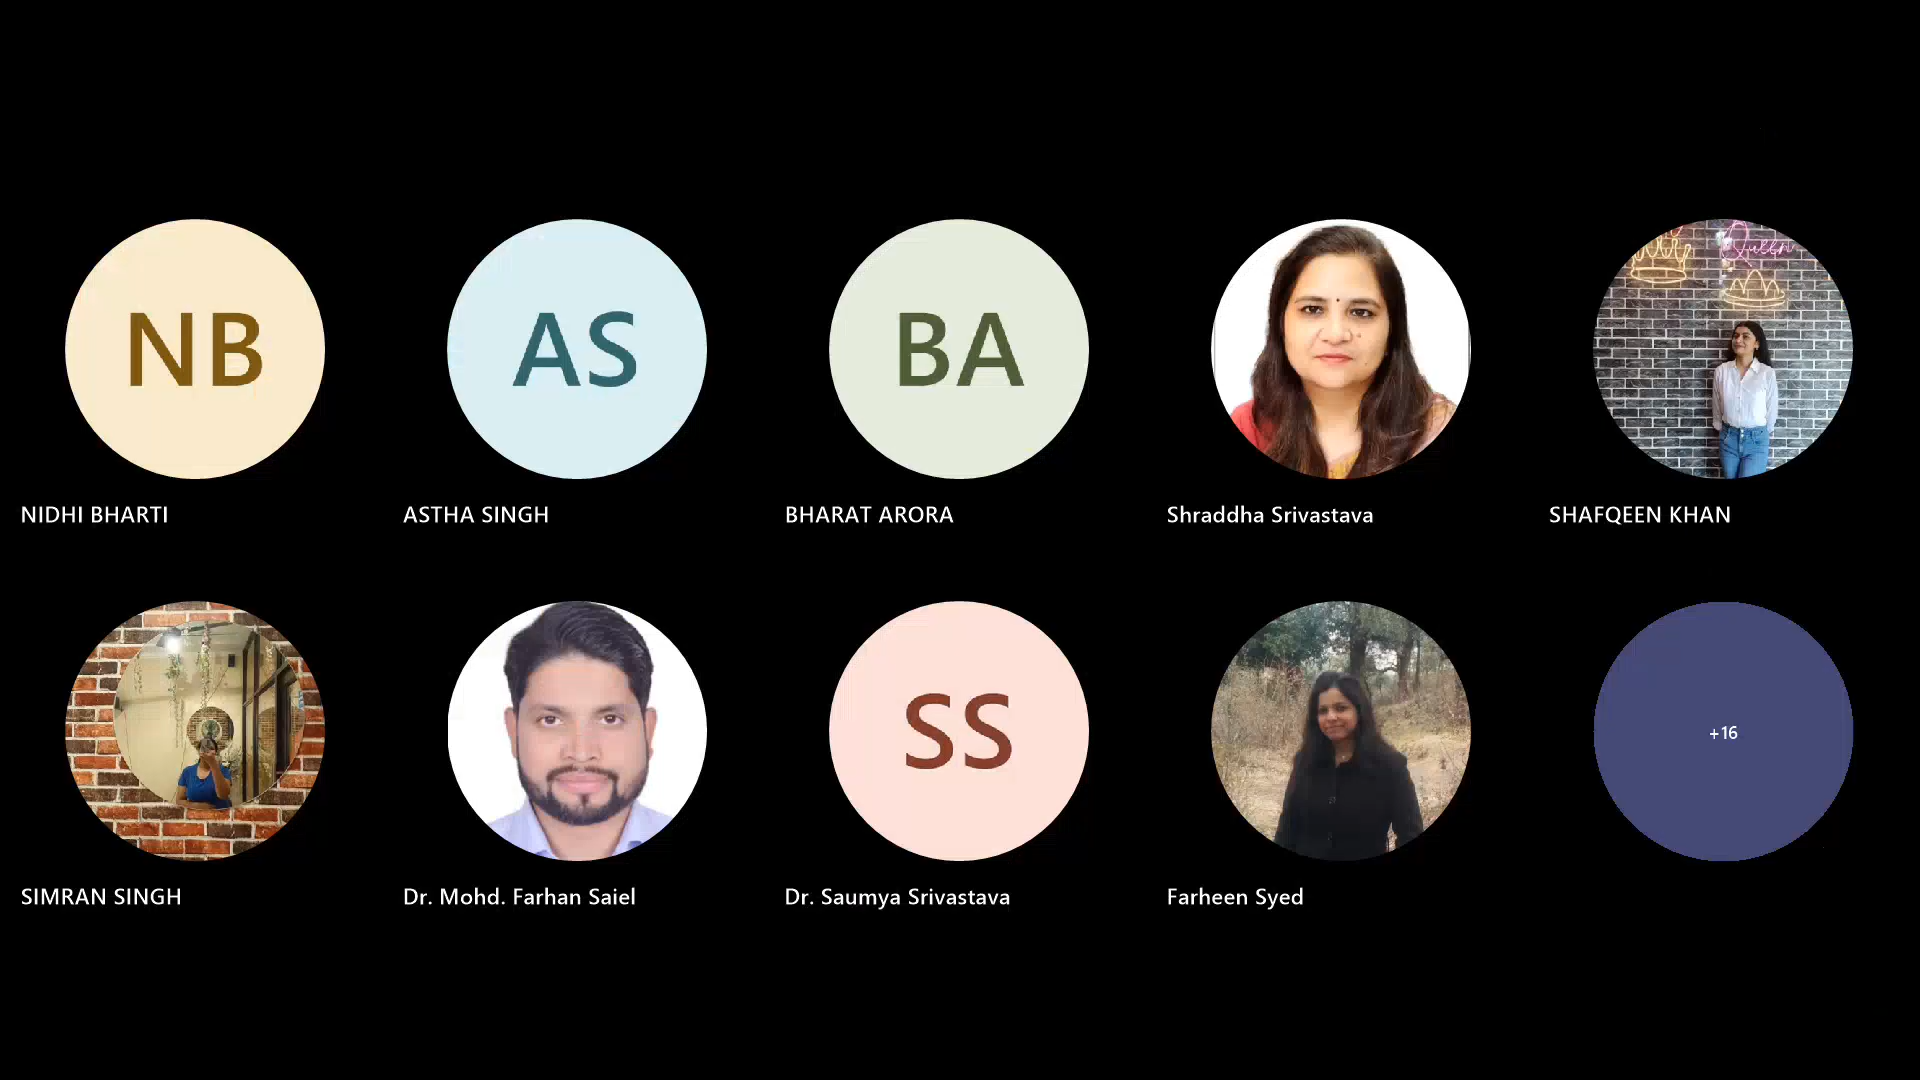 Queen
NB
AS
BA
NIDHI BHARTI
ASTHA SINGH
BHARAT ARORA
Shraddha Srivastava
SHAFQEEN KHAN
SS
+16
SIMRAN SINGH
Dr. Mohd. Farhan Saiel
Dr. Saumya Srivastava
Farheen Syed